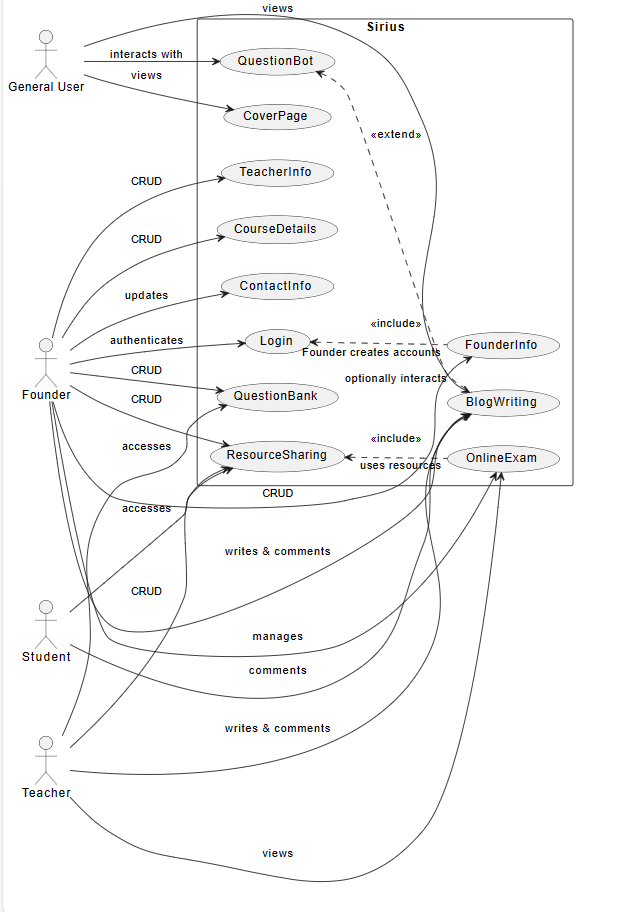 views
Sirius
interacts with
QuestionBot
views
General User
CoverPage
«extend»
TeacherInfo
CRUD
CourseDetails
CRUD
ContactInfo
updates
«include»
authenticates
Login
FounderInfo
Founder creates accounts
CRUD
optionally interacts
Founder
QuestionBank
CRUD
BlogWriting
«include»
accesses
ResourceSharing
OnlineExam
uses resources
CRUD
accesses
writes & comments
CRUD
manages
Student
comments
writes & comments
Teacher
views